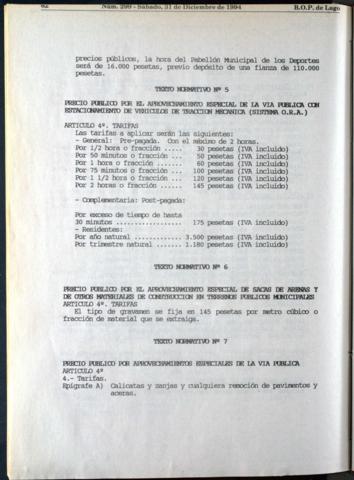 62 Núm. 299 - Sábado, 31 de Diciembre de 1994 B.O.P. de Lugo
precios públicos, la hora del Pabellón Municipal de los Deportes
será de 16.000 pesetas, previo depósito de una fianza de 110.000
pesetas.
TEXTO NORMATIVO Nº 5
PRECIO PUBLICO POR EL APROVECHAMIENTO ESPECIAL DE LA VIA PUBLICA CON
ESTACIONAMIENTO DE VEHICULOS DE TRACCION MECANICA (SISTEMA O.R.A.)
ARTICULO 4º. TARIFAS
Las tarifas a aplicar serán las siguientes:
- General: Pre-pagada. Con el máximo de 2 horas.
Por 1/2 hora o fracción ..... 30 pesetas (IVA incluido)
Por 50 minutos o fracción ... 50 pesetas (IVA incluido)
Por 1 hora o fracción ....... 60 pesetas (IVA incluido)
Por 75 minutos o fracción ... 100 pesetas (IVA incluido)
Por 1 1/2 hora o fracción ... 120 pesetas (IVA incluido)
Por 2 horas o fracción ...... 145 pesetas (IVA incluido)
- Complementaria: Post-pagada:
Por exceso de tiempo de hasta
30 minutos ................. 175 pesetas (IVA incluido)
- Residentes:
Por año natural ........... 3.500 pesetas (IVA incluido)
Por trimestre natural ...... 1.180 pesetas (IVA incluido)
TEXTO NORMATIVO Nº 6
PRECIO PUBLICO POR EL APROVECHAMIENTO ESPECIAL DE SACAS DE ARENAS Y
DE OTROS MATERIALES DE CONSTRUCCION EN TERRENOS PUBLICOS MUNICIPALES
ARTICULO 4º. TARIFAS
El tipo de gravamen se fija en 145 pesetas por metro cúbico o
fracción de material que se extraiga.
TEXTO NORMATIVO Nº 7
PRECIO PUBLICO POR APROVECHAMIENTOS ESPECIALES DE LA VIA PUBLICA
ARTICULO 4º
4.- Tarifas.
Epígrafe A) Calicatas y zanjas y cualquiera remoción de pavimentos y
aceras.